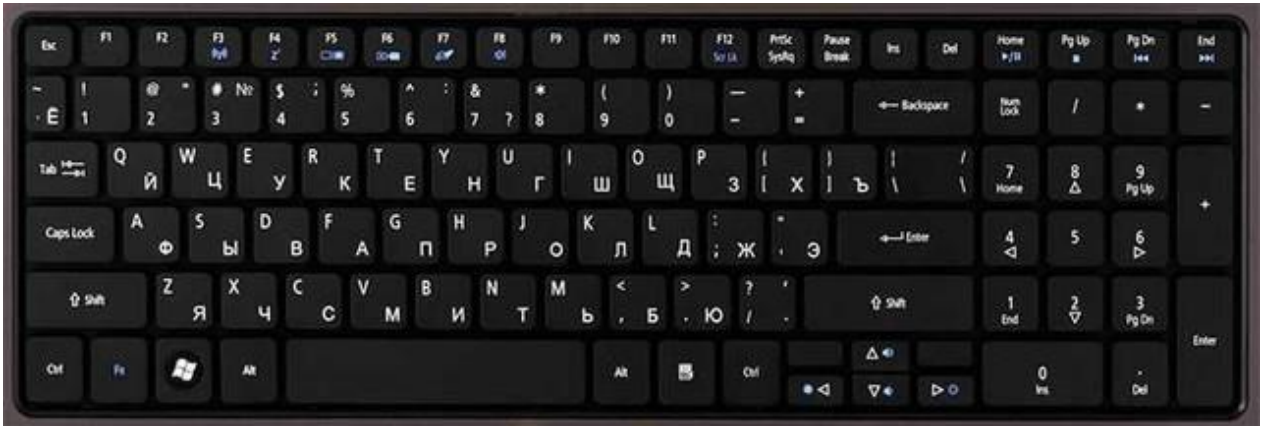 Esc F1 F2 F3 F4 F5 F6 F7 F8 F9 F10 F11 F12 PrtSc Pause Ins Del Home Pg Up Pg Dn End
Scr Lk SysRq Break
~ ! @ " # № $ ; % ^ : & * ( ) — + ← Backspace Num Lock / * -
Ё 1 2 3 4 5 6 7 ? 8 9 0 - =
Tab Q Й W Ц E У R К T Е Y Н U Г I Ш O Щ P З { [ Х } ] Ъ | \ / \ 7 Home 8 9 Pg Up +
Caps Lock A Ф S Ы D В F А G П H Р J О K Л L Д : ; Ж " ' Э Enter 4 5 6
Shift Z Я X Ч C С V М B И N Т M Ь < , Б > . Ю ? / ' . Shift 1 End 2 3 Pg Dn Enter
Ctrl Fn Alt Alt Ctrl 0 Ins . Del